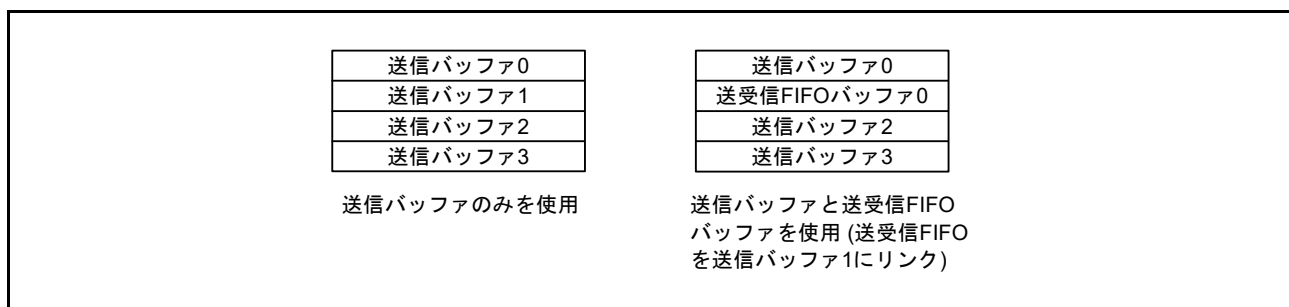 送信バッファ0
送信バッファ1
送信バッファ2
送信バッファ3
送信バッファのみを使用
送信バッファ0
送受信FIFOバッファ0
送信バッファ2
送信バッファ3
送信バッファと送受信FIFO
バッファを使用 (送受信FIFO
を送信バッファ1にリンク)